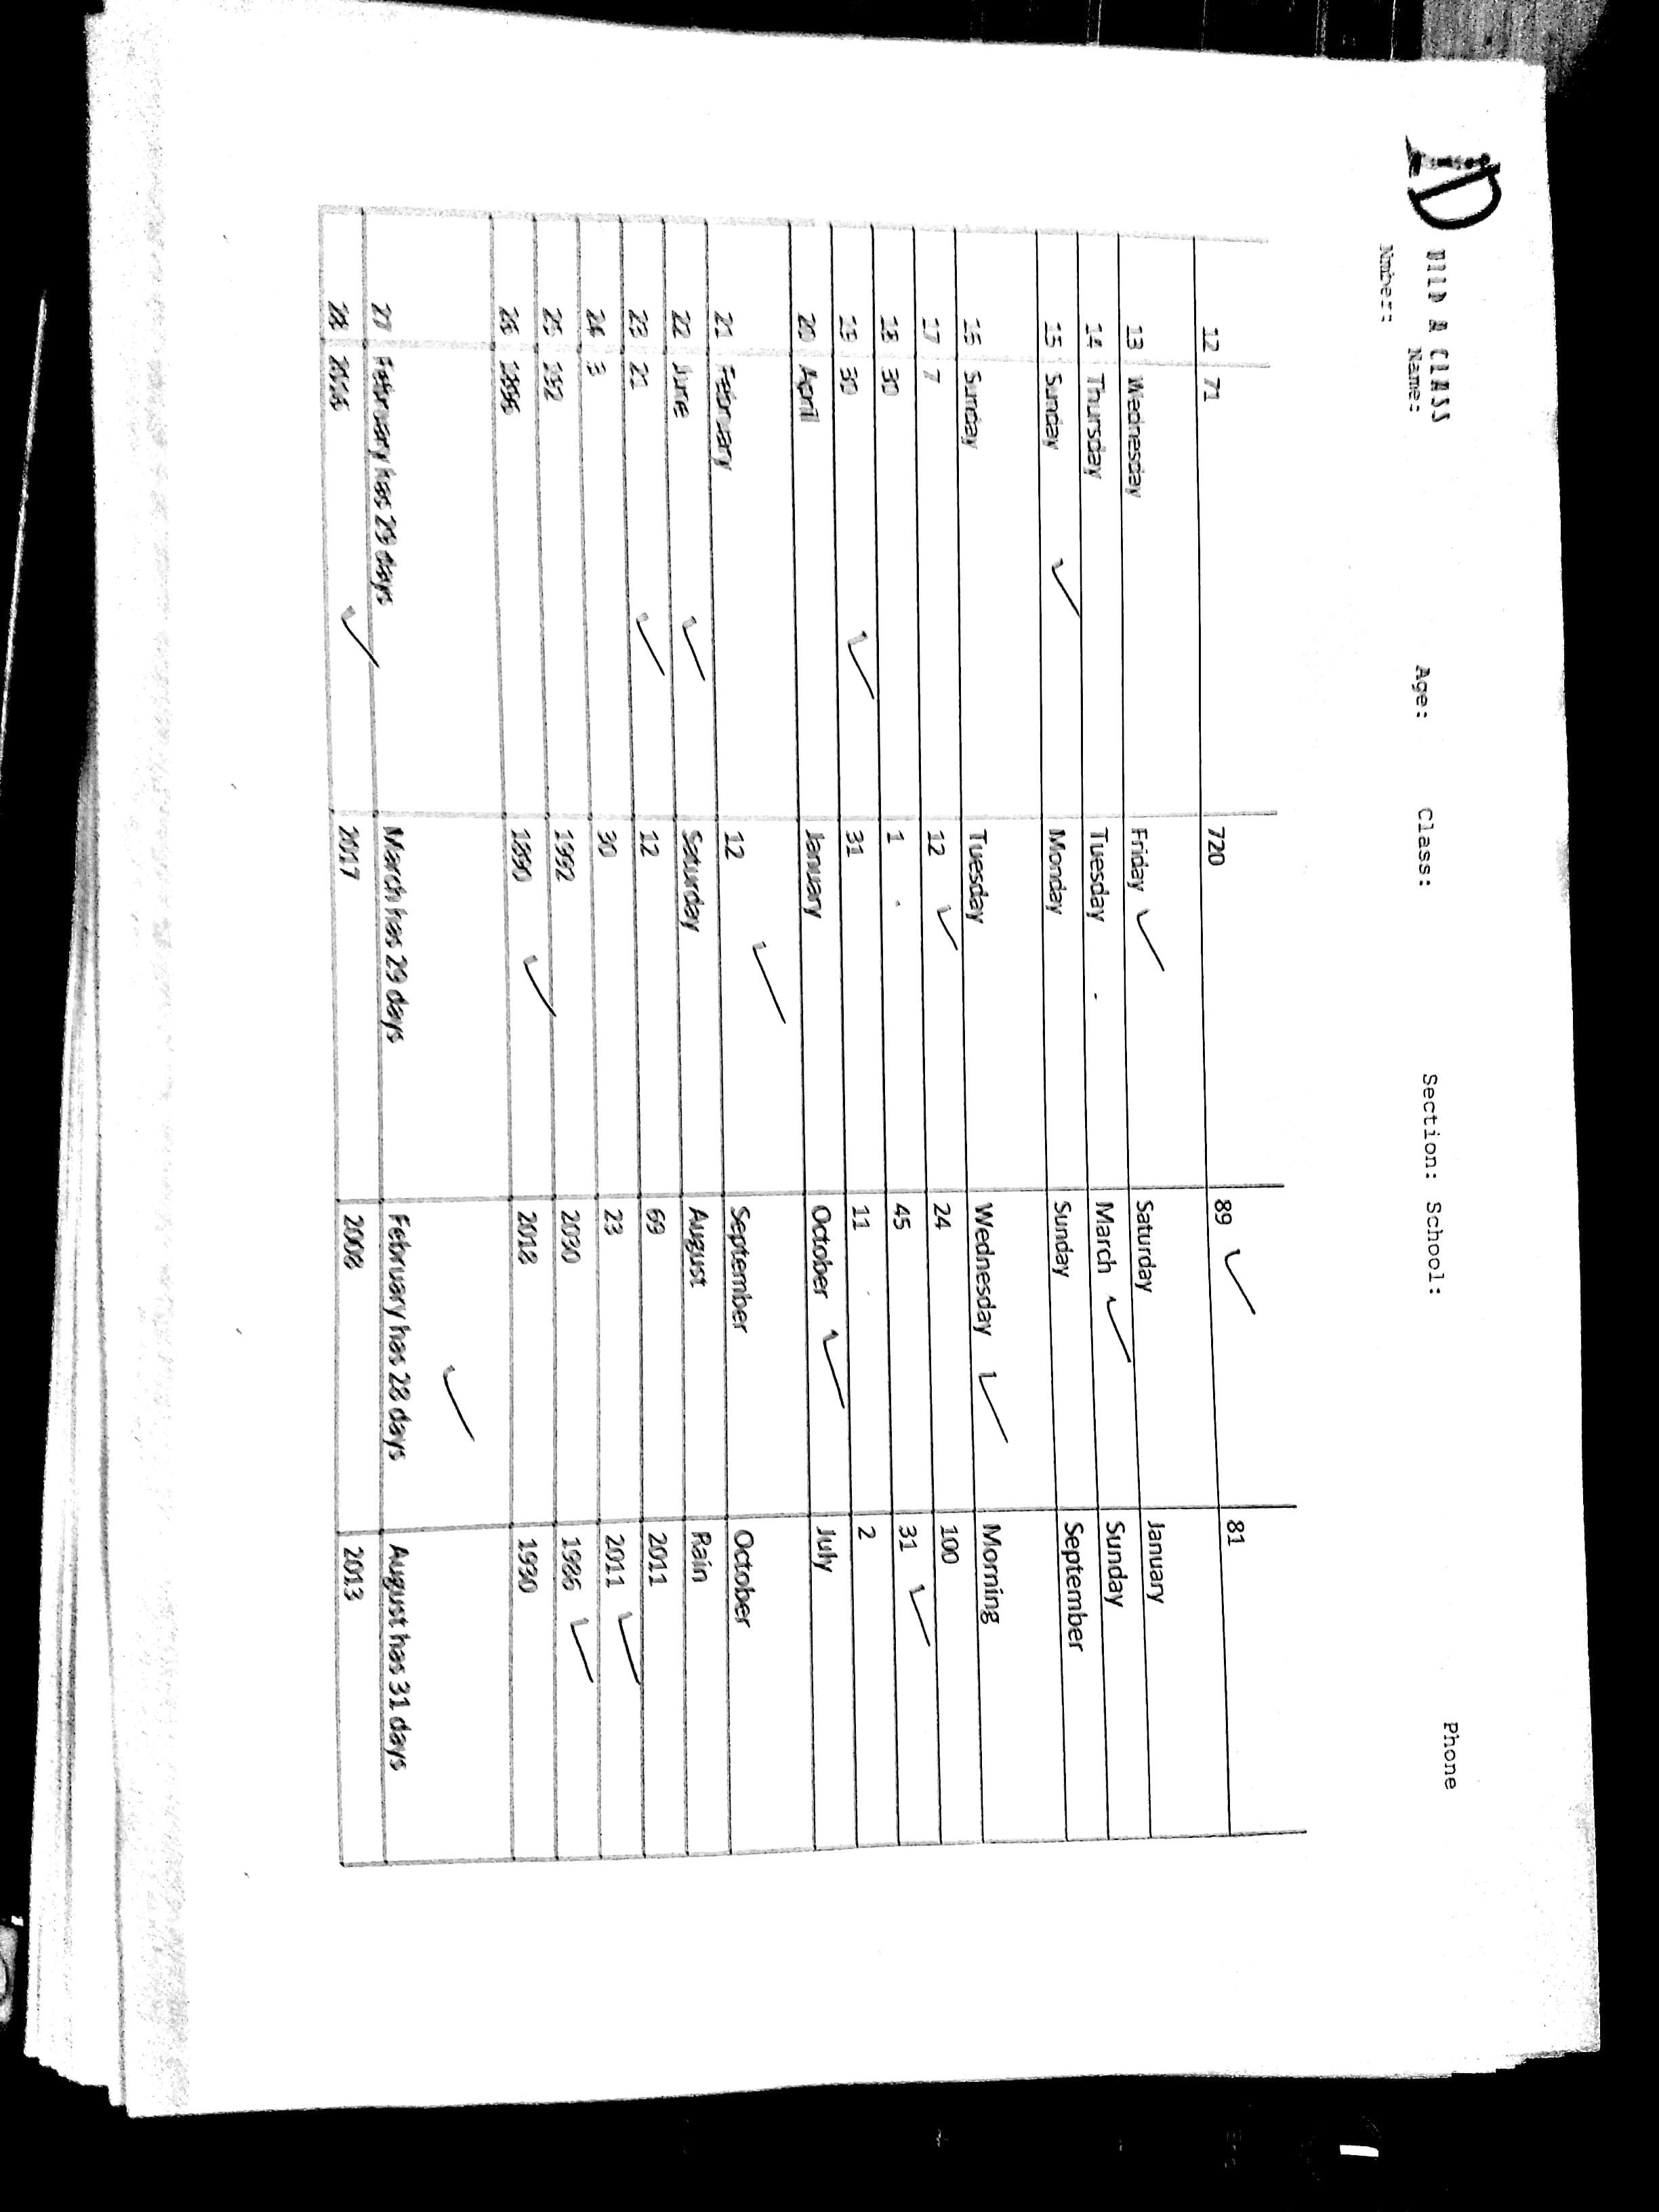 D BUILD A CLASS
Name: Age: Class: Section: School: Phone
Nmber:
12 71 720 89 ✓ 81
13 Wednesday Friday ✓ Saturday January
14 Thursday Tuesday March ✓ Sunday
15 Sunday ✓ Monday Sunday September
16 Sunday Tuesday Wednesday ✓ Morning
17 7 12 ✓ 24 100
18 30 1 45 31 ✓
19 30 ✓ 31 11 2
20 April January October ✓ July
21 February 12 ✓ September October
22 June ✓ Saturday August Rain
23 21 ✓ 12 69 2011
24 3 30 23 2011 ✓
25 192 1992 2030 1986 ✓
26 1896 1890 ✓ 2018 1930
27 February has 29 days March has 29 days February has 28 days ✓ August has 31 days
28 2016 ✓ 2017 2008 2013